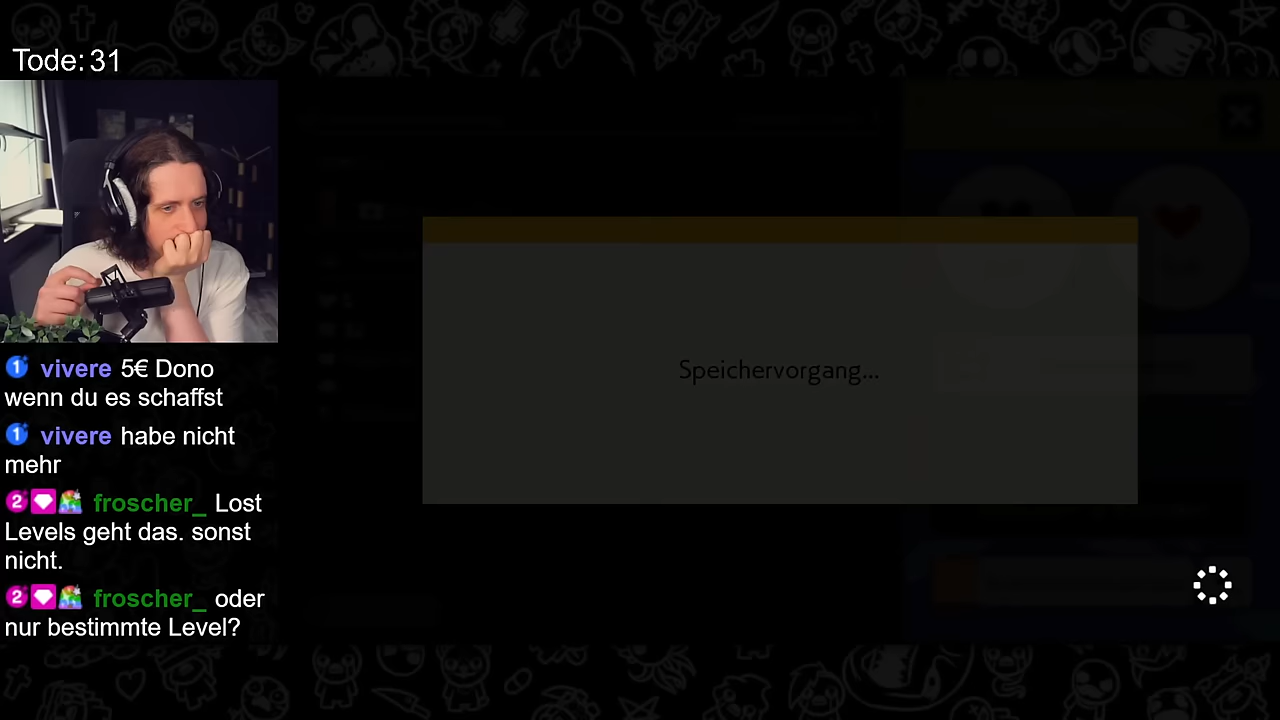 Tode: 31
vivere 5€ Dono
wenn du es schaffst
vivere habe nicht
mehr
froscher_ Lost
Levels geht das. sonst
nicht.
froscher_ oder
nur bestimmte Level?
Speichervorgang...